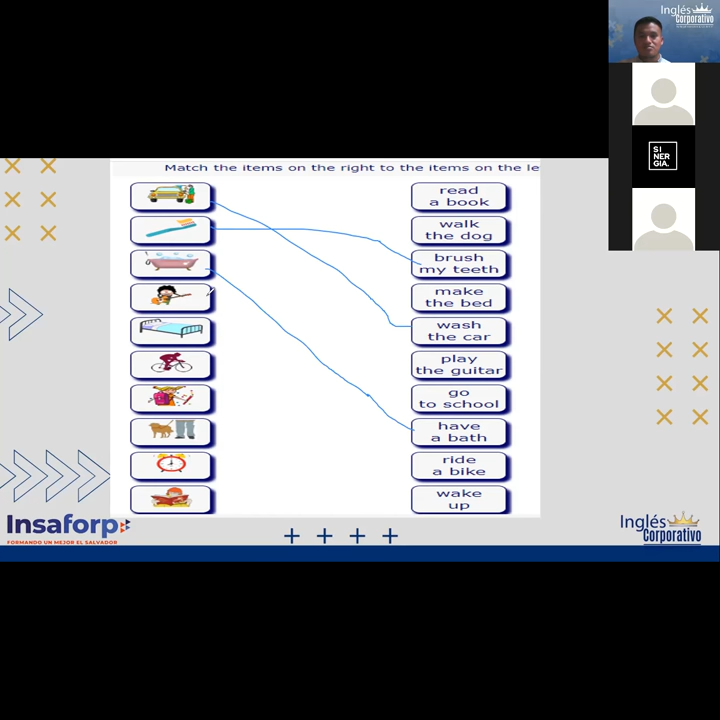 Inglés
Corporativo
SI
NER
GIA.
Match the items on the right to the items on the le
read
a book
walk
the dog
brush
my teeth
make
the bed
wash
the car
play
the guitar
go
to school
have
a bath
ride
a bike
wake
up
Insaforp
FORMANDO UN MEJOR EL SALVADOR
Inglés
Corporativo